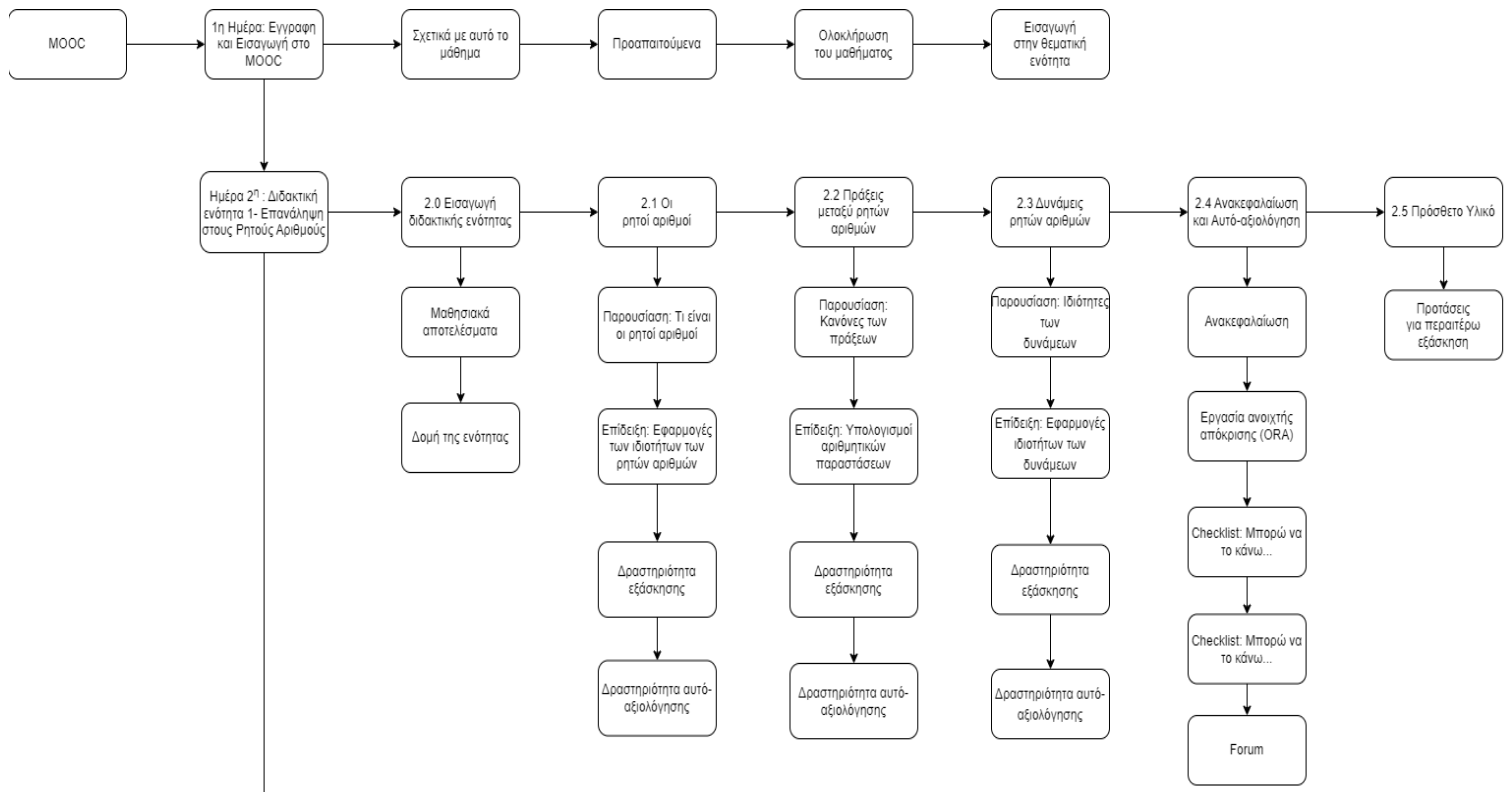 MOOC
1η Ημέρα: Εγγραφη
και Εισαγωγή στο
MOOC
Σχετικά με αυτό το
μάθημα
Προαπαιτούμενα
Ολοκλήρωση
του μαθήματος
Εισαγωγή
στην θεματική
ενότητα
Ημέρα 2η : Διδακτική
ενότητα 1- Επανάληψη
στους Ρητούς Αριθμούς
2.0 Εισαγωγή
διδακτικής ενότητας
2.1 Οι
ρητοί αριθμοί
2.2 Πράξεις
μεταξύ ρητών
αριθμών
2.3 Δυνάμεις
ρητών αριθμών
2.4 Ανακεφαλαίωση
και Αυτό-αξιολόγηση
2.5 Πρόσθετο Υλικό
Μαθησιακά
αποτελέσματα
Παρουσίαση: Τι είναι
οι ρητοί αριθμοί
Παρουσίαση:
Κανόνες των
πράξεων
Παρουσίαση: Ιδιότητες
των
δυνάμεων
Ανακεφαλαίωση
Προτάσεις
για περαιτέρω
εξάσκηση
Δομή της ενότητας
Επίδειξη: Εφαρμογές
των ιδιοτήτων των
ρητών αριθμών
Επίδειξη: Υπολογισμοί
αριθμητικών
παραστάσεων
Επίδειξη: Εφαρμογές
ιδιοτήτων των
δυνάμεων
Εργασία ανοιχτής
απόκρισης (ORA)
Δραστηριότητα
εξάσκησης
Δραστηριότητα
εξάσκησης
Δραστηριότητα
εξάσκησης
Checklist: Μπορώ να
το κάνω...
Δραστηριότητα αυτό-
αξιολόγησης
Δραστηριότητα αυτό-
αξιολόγησης
Δραστηριότητα αυτό-
αξιολόγησης
Checklist: Μπορώ να
το κάνω...
Forum